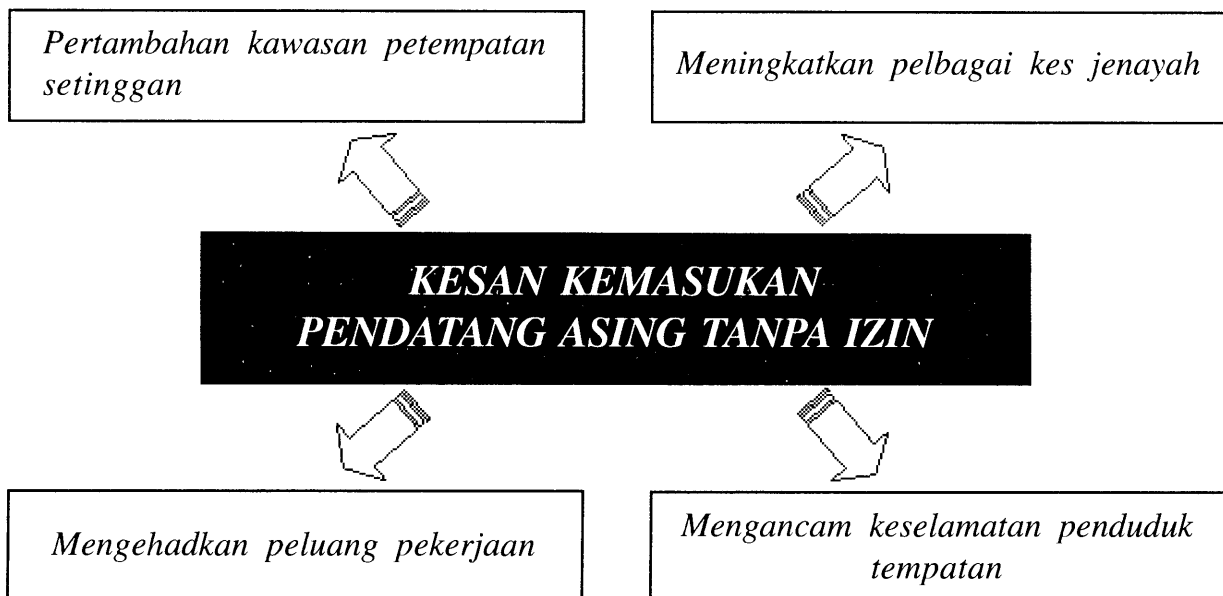 Pertambahan kawasan petempatan
setinggan
Meningkatkan pelbagai kes jenayah
KESAN KEMASUKAN
PENDATANG ASING TANPA IZIN
Mengehadkan peluang pekerjaan
Mengancam keselamatan penduduk
tempatan